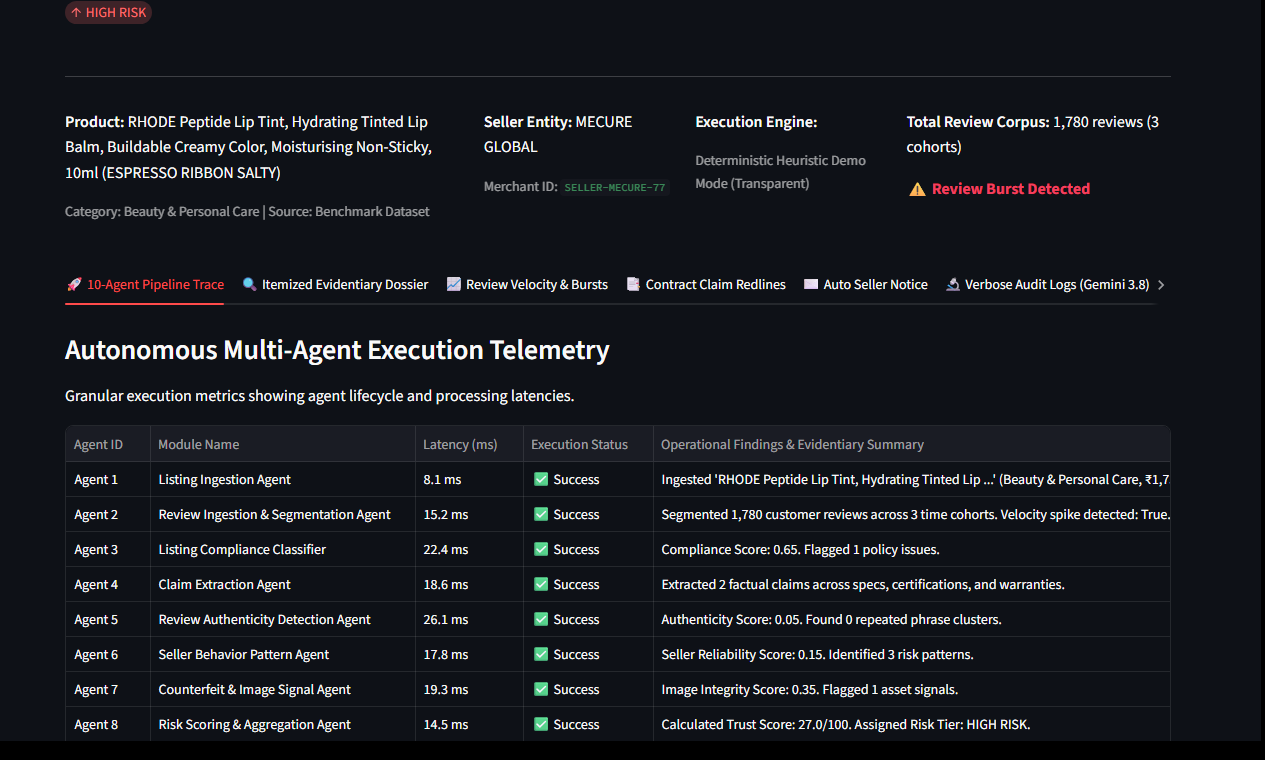 ↑ HIGH RISK
Product: RHODE Peptide Lip Tint, Hydrating Tinted Lip
Balm, Buildable Creamy Color, Moisturising Non-Sticky,
10ml (ESPRESSO RIBBON SALTY)
Category: Beauty & Personal Care | Source: Benchmark Dataset
Seller Entity: MECURE
GLOBAL
Merchant ID: SELLER-MECURE-77
Execution Engine:
Deterministic Heuristic Demo
Mode (Transparent)
Total Review Corpus: 1,780 reviews (3
cohorts)
⚠️ Review Burst Detected
🚀 10-Agent Pipeline Trace 🔍 Itemized Evidentiary Dossier 📈 Review Velocity & Bursts 📑 Contract Claim Redlines ✉️ Auto Seller Notice 🔬 Verbose Audit Logs (Gemini 3.8) >
Autonomous Multi-Agent Execution Telemetry
Granular execution metrics showing agent lifecycle and processing latencies.
Agent ID Module Name Latency (ms) Execution Status Operational Findings & Evidentiary Summary
Agent 1 Listing Ingestion Agent 8.1 ms ✅ Success Ingested 'RHODE Peptide Lip Tint, Hydrating Tinted Lip ...' (Beauty & Personal Care, ₹1,7
Agent 2 Review Ingestion & Segmentation Agent 15.2 ms ✅ Success Segmented 1,780 customer reviews across 3 time cohorts. Velocity spike detected: True.
Agent 3 Listing Compliance Classifier 22.4 ms ✅ Success Compliance Score: 0.65. Flagged 1 policy issues.
Agent 4 Claim Extraction Agent 18.6 ms ✅ Success Extracted 2 factual claims across specs, certifications, and warranties.
Agent 5 Review Authenticity Detection Agent 26.1 ms ✅ Success Authenticity Score: 0.05. Found 0 repeated phrase clusters.
Agent 6 Seller Behavior Pattern Agent 17.8 ms ✅ Success Seller Reliability Score: 0.15. Identified 3 risk patterns.
Agent 7 Counterfeit & Image Signal Agent 19.3 ms ✅ Success Image Integrity Score: 0.35. Flagged 1 asset signals.
Agent 8 Risk Scoring & Aggregation Agent 14.5 ms ✅ Success Calculated Trust Score: 27.0/100. Assigned Risk Tier: HIGH RISK.